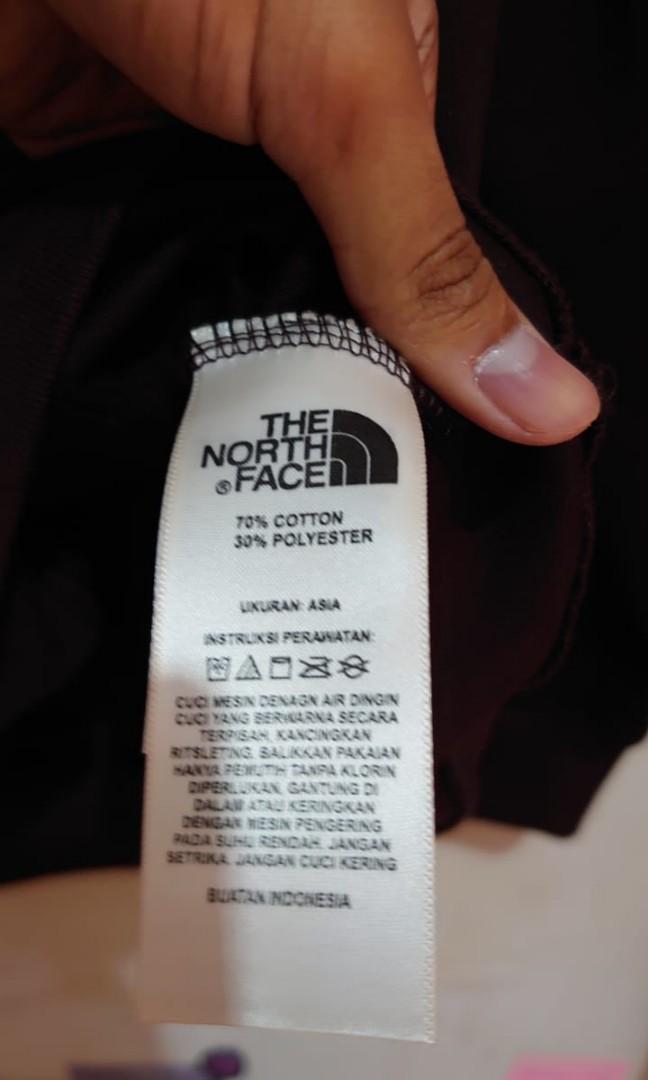 THE
NORTH
FACE
®
70% COTTON
30% POLYESTER
UKURAN: ASIA
INSTRUKSI PERAWATAN:
CUCI MESIN DENAGN AIR DINGIN
CUCI YANG BERWARNA SECARA
TERPISAH, KANCINGKAN
RITSLETING, BALIKKAN PAKAIAN
HANYA PEMUTIH TANPA KLORIN
DIPERLUKAN, GANTUNG DI
DALAM ATAU KERINGKAN
DENGAN MESIN PENGERING
PADA SUHU RENDAH. JANGAN
SETRIKA. JANGAN CUCI KERING
BUATAN INDONESIA